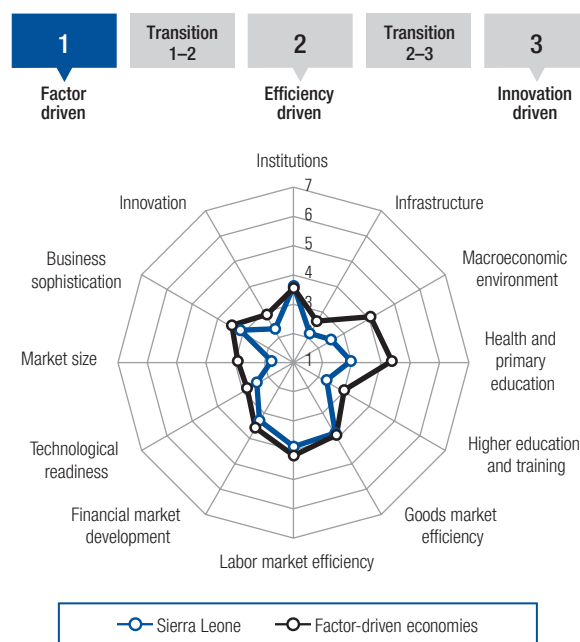 1
Transition
1–2
2
Transition
2–3
3
Factor
driven
Efficiency
driven
Innovation
driven
Institutions
Infrastructure
Macroeconomic
environment
Health and
primary
education
Higher education
and training
Goods market
efficiency
Labor market efficiency
Financial market
development
Technological
readiness
Market size
Business
sophistication
Innovation
7
6
5
4
3
1
Sierra Leone
Factor-driven economies